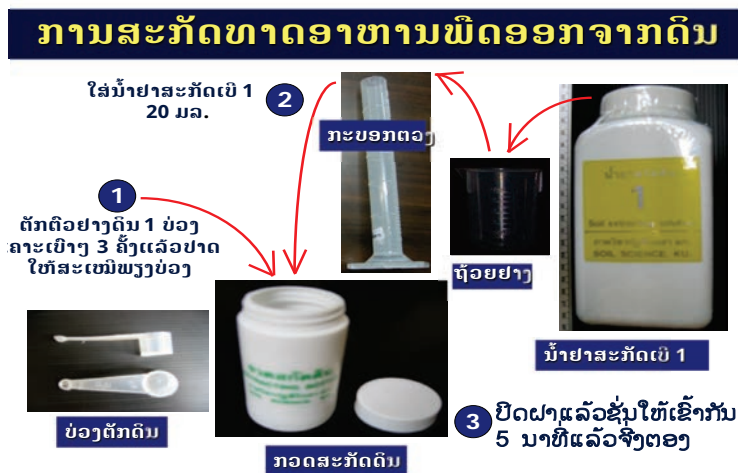 ການສະກັດທາດອາຫານພືດອອກຈາກດິນ
ໃສ່ນ້ຳຢາສະກັດເບີ 1
20 ມລ.
2
ກະບອກຕວງ
1
ຕັກຕົວຢາງດິນ 1 ບ່ວງ
ເຄາະເບົາໆ 3 ຄັ້ງແລ້ວປາດ
ໃຫ້ສະເໝີພຽງບ່ວງ
ຖ້ວຍຢາງ
1
SOIL SCIENCE, KU.
ນ້ຳຢາສະກັດເບີ 1
ບ່ວງຕັກດິນ
ກວດສະກັດດິນ
3
ປິດຝາແລ້ວຊັ່ນໃຫ້ເຂົ້າກັນ
5 ນາທີແລ້ວຈຶ່ງຕອງ